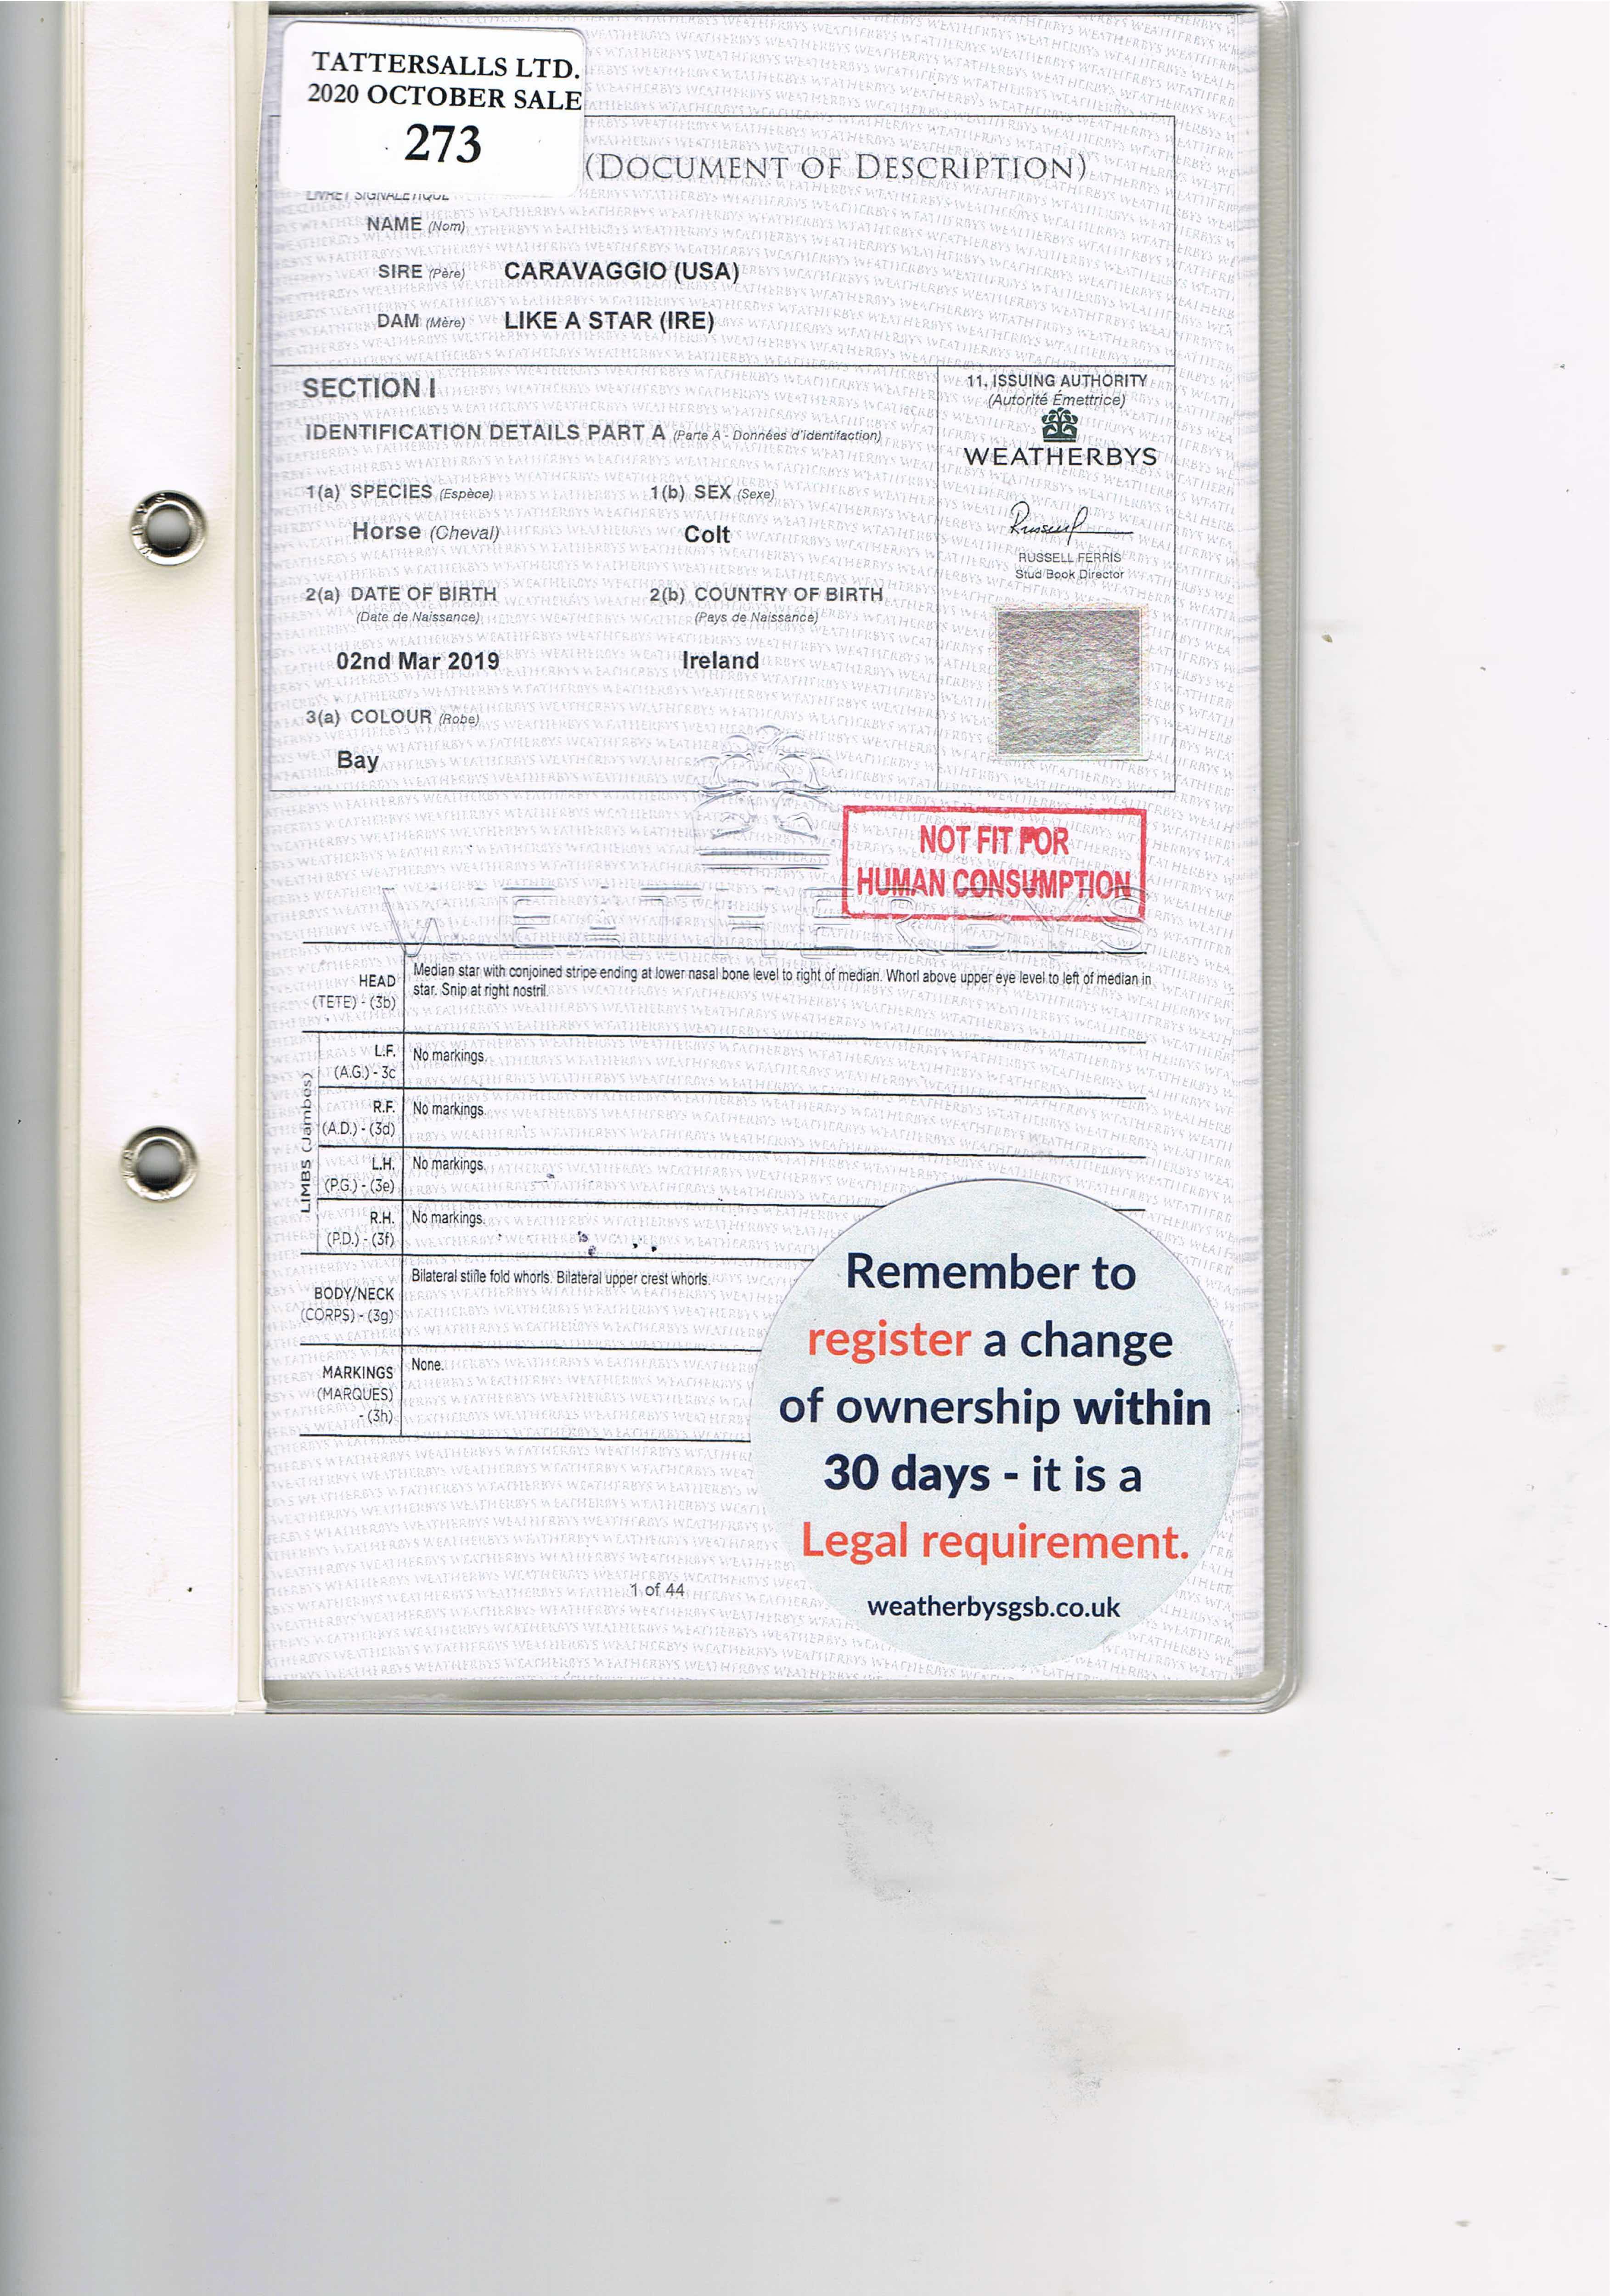 TATTERSALLS LTD.
2020 OCTOBER SALE
273
(DOCUMENT OF DESCRIPTION)
LIVRET SIGNALETIQUE
NAME (Nom)
SIRE (Père) CARAVAGGIO (USA)
DAM (Mère) LIKE A STAR (IRE)
SECTION I
IDENTIFICATION DETAILS PART A (Parte A - Données d'identifaction)
1(a) SPECIES (Espèce) 1(b) SEX (Sexe)
Horse (Cheval) Colt
2(a) DATE OF BIRTH 2(b) COUNTRY OF BIRTH
(Date de Naissance) (Pays de Naissance)
02nd Mar 2019 Ireland
3(a) COLOUR (Robe)
Bay
11. ISSUING AUTHORITY
(Autorité Émettrice)
WEATHERBYS
RUSSELL FERRIS
Stud Book Director
NOT FIT FOR
HUMAN CONSUMPTION
WEATHERBYS
HEAD
(TETE) - (3b)
Median star with conjoined stripe ending at lower nasal bone level to right of median. Whorl above upper eye level to left of median in
star. Snip at right nostril.
LIMBS (Jambes)
L.F. No markings.
(A.G.) - 3c
R.F. No markings.
(A.D.) - (3d)
L.H. No markings.
(P.G.) - (3e)
R.H. No markings.
(P.D.) - (3f)
Bilateral stifle fold whorls. Bilateral upper crest whorls.
BODY/NECK
(CORPS) - (3g)
None.
MARKINGS
(MARQUES)
- (3h)
Remember to
register a change
of ownership within
30 days - it is a
Legal requirement.
weatherbysgsb.co.uk
1 of 44